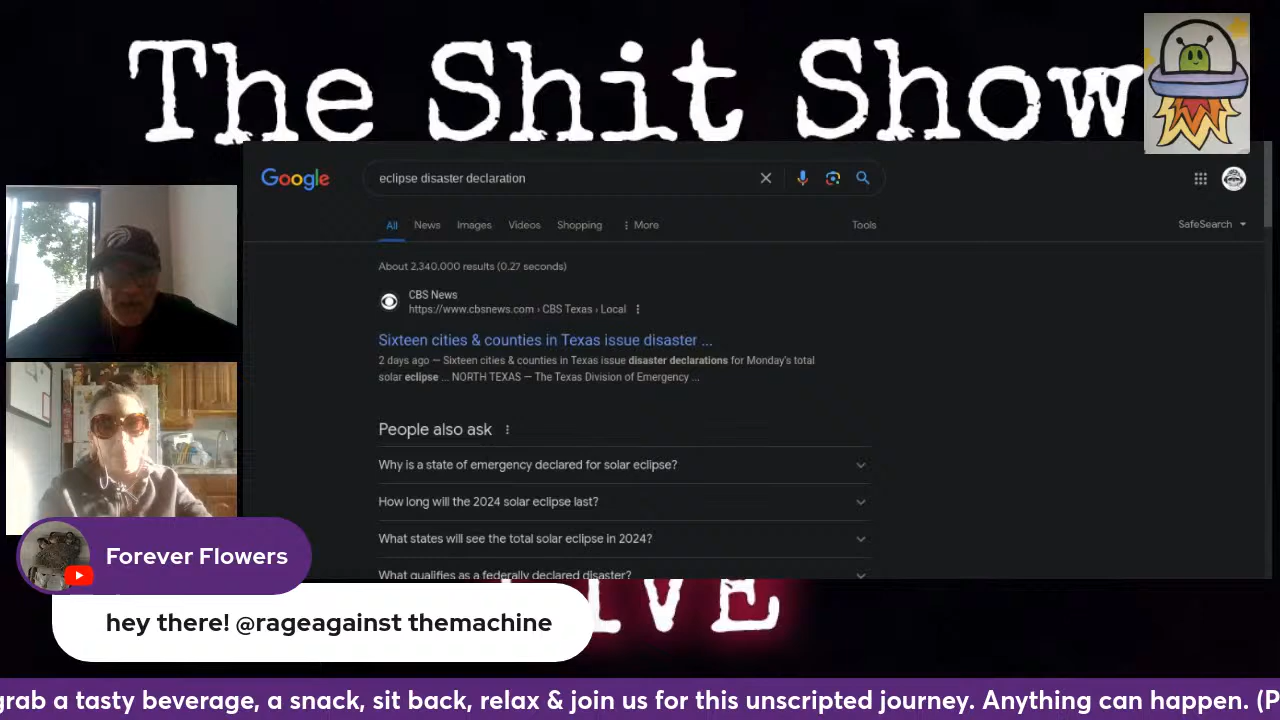 The Shit Show
Google
eclipse disaster declaration
All News Images Videos Shopping More Tools SafeSearch
About 2,340,000 results (0.27 seconds)
CBS News
https://www.cbsnews.com › CBS Texas › Local
Sixteen cities & counties in Texas issue disaster ...
2 days ago — Sixteen cities & counties in Texas issue disaster declarations for Monday's total
solar eclipse ... NORTH TEXAS — The Texas Division of Emergency ...
People also ask
Why is a state of emergency declared for solar eclipse?
How long will the 2024 solar eclipse last?
What states will see the total solar eclipse in 2024?
What qualifies as a federally declared disaster?
Forever Flowers
hey there! @rageagainst themachine
grab a tasty beverage, a snack, sit back, relax & join us for this unscripted journey. Anything can happen. (P